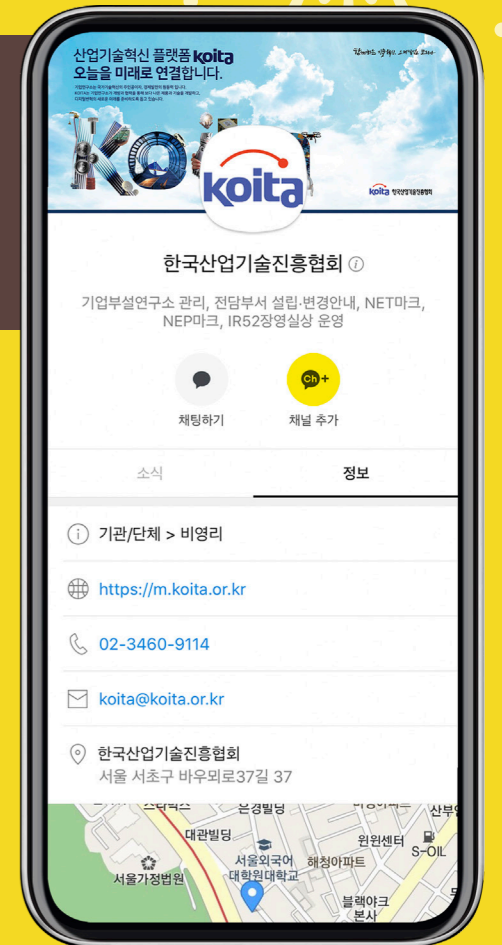 산업기술혁신 플랫폼 koita
오늘을 미래로 연결합니다.
koita 한국산업기술진흥협회
koita
한국산업기술진흥협회
기업부설연구소 관리, 전담부서 설립·변경안내, NET마크,
NEP마크, IR52장영실상 운영
Ch+
채팅하기
채널 추가
소식
정보
기관/단체 > 비영리
https://m.koita.or.kr
02-3460-9114
koita@koita.or.kr
한국산업기술진흥협회
서울 서초구 바우뫼로37길 37
은경빌딩
대관빌딩
윈윈센터
S-OIL
서울외국어
대학원대학교
해청아파트
서울가정법원
블랙야크
본사